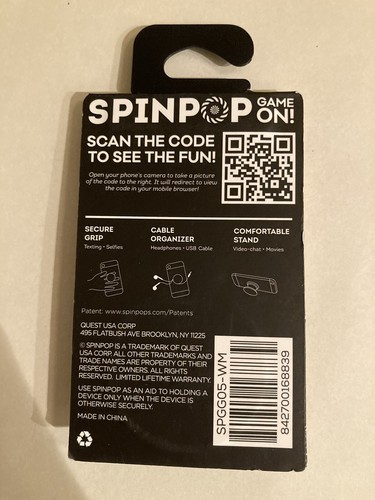 SPINPOP GAME ON!
SCAN THE CODE
TO SEE THE FUN!
Open your phone's camera to take a picture
of the code to the right. It will redirect to view
the code in your mobile browser!
SECURE
GRIP
Texting • Selfies
CABLE
ORGANIZER
Headphones • USB Cable
COMFORTABLE
STAND
Video-chat • Movies
Patent: www.spinpops.com/Patents
QUEST USA CORP
495 FLATBUSH AVE BROOKLYN, NY 11225
© SPINPOP IS A TRADEMARK OF QUEST
USA CORP. ALL OTHER TRADEMARKS AND
TRADE NAMES ARE PROPERTY OF THEIR
RESPECTIVE OWNERS. ALL RIGHTS
RESERVED. LIMITED LIFETIME WARRANTY.
USE SPINPOP AS AN AID TO HOLDING A
DEVICE ONLY WHEN THE DEVICE IS
OTHERWISE SECURELY.
MADE IN CHINA
SPGG05-WM
842700168839